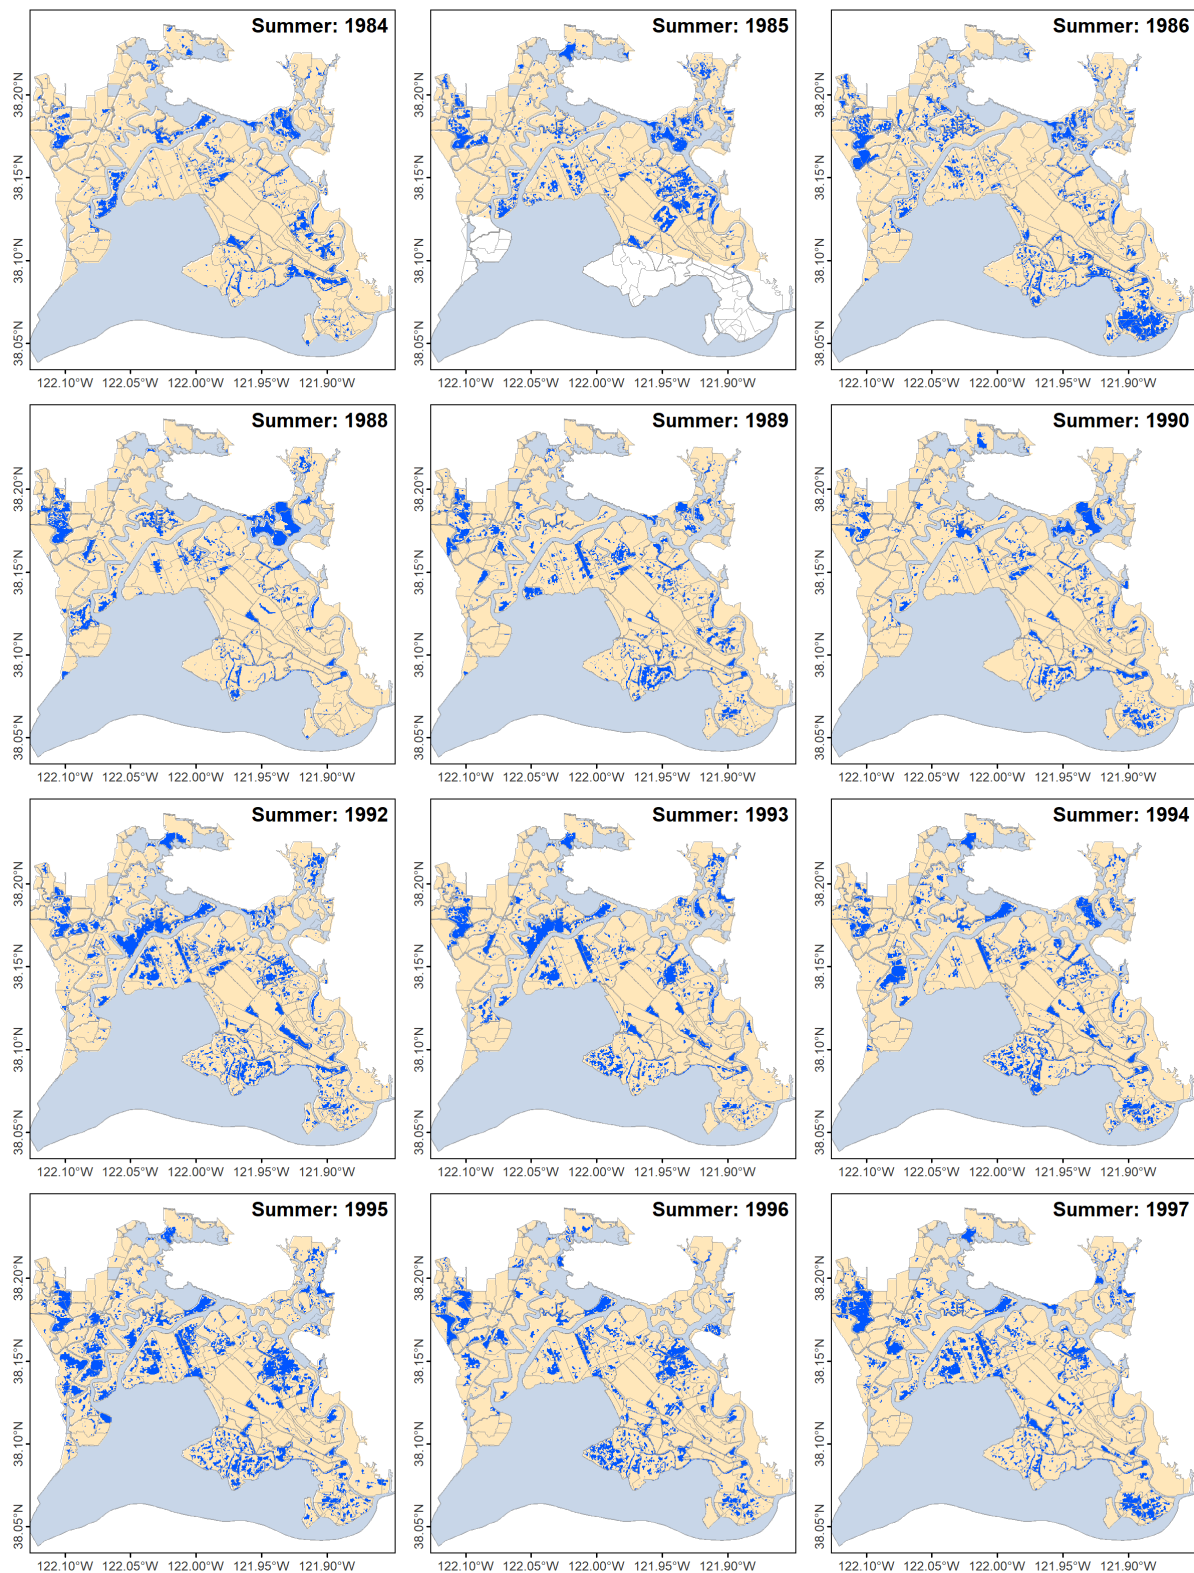 Summer: 1984
Summer: 1985
Summer: 1986
38.20°N
38.15°N
38.10°N
38.05°N
38.20°N
38.15°N
38.10°N
38.05°N
38.20°N
38.15°N
38.10°N
38.05°N
122.10°W 122.05°W 122.00°W 121.95°W 121.90°W
122.10°W 122.05°W 122.00°W 121.95°W 121.90°W
122.10°W 122.05°W 122.00°W 121.95°W 121.90°W
Summer: 1988
Summer: 1989
Summer: 1990
38.20°N
38.15°N
38.10°N
38.05°N
38.20°N
38.15°N
38.10°N
38.05°N
38.20°N
38.15°N
38.10°N
38.05°N
122.10°W 122.05°W 122.00°W 121.95°W 121.90°W
122.10°W 122.05°W 122.00°W 121.95°W 121.90°W
122.10°W 122.05°W 122.00°W 121.95°W 121.90°W
Summer: 1992
Summer: 1993
Summer: 1994
38.20°N
38.15°N
38.10°N
38.05°N
38.20°N
38.15°N
38.10°N
38.05°N
38.20°N
38.15°N
38.10°N
38.05°N
122.10°W 122.05°W 122.00°W 121.95°W 121.90°W
122.10°W 122.05°W 122.00°W 121.95°W 121.90°W
122.10°W 122.05°W 122.00°W 121.95°W 121.90°W
Summer: 1995
Summer: 1996
Summer: 1997
38.20°N
38.15°N
38.10°N
38.05°N
38.20°N
38.15°N
38.10°N
38.05°N
38.20°N
38.15°N
38.10°N
38.05°N
122.10°W 122.05°W 122.00°W 121.95°W 121.90°W
122.10°W 122.05°W 122.00°W 121.95°W 121.90°W
122.10°W 122.05°W 122.00°W 121.95°W 121.90°W